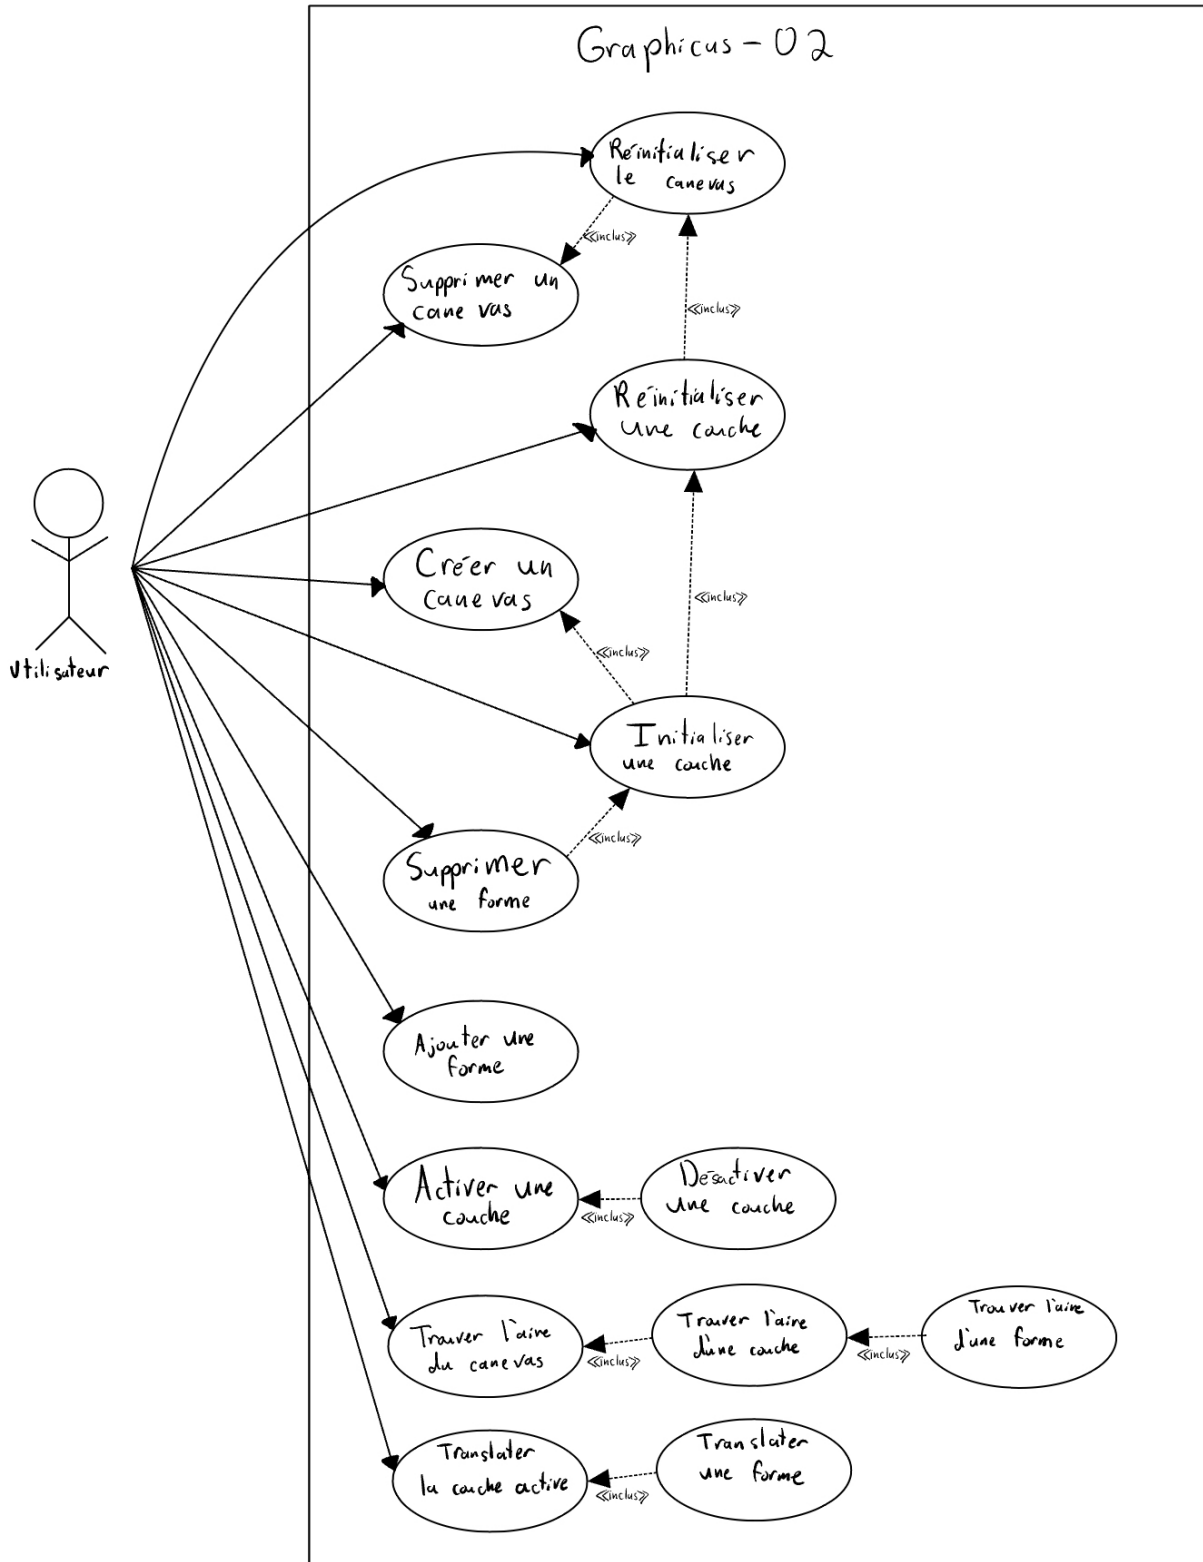 Graphicus-02
Réinitialiser
le canevas
«inclus»
Supprimer un
canevas
«inclus»
Réinitialiser
une couche
Créer un
canevas
«inclus»
«inclus»
Utilisateur
Initialiser
une couche
«inclus»
Supprimer
une forme
Ajouter une
forme
Activer une
couche
«inclus»
Désactiver
une couche
Trouver l'aire
du canevas
«inclus»
Trouver l'aire
d'une couche
«inclus»
Trouver l'aire
d'une forme
Translater
la couche active
«inclus»
Translater
une forme